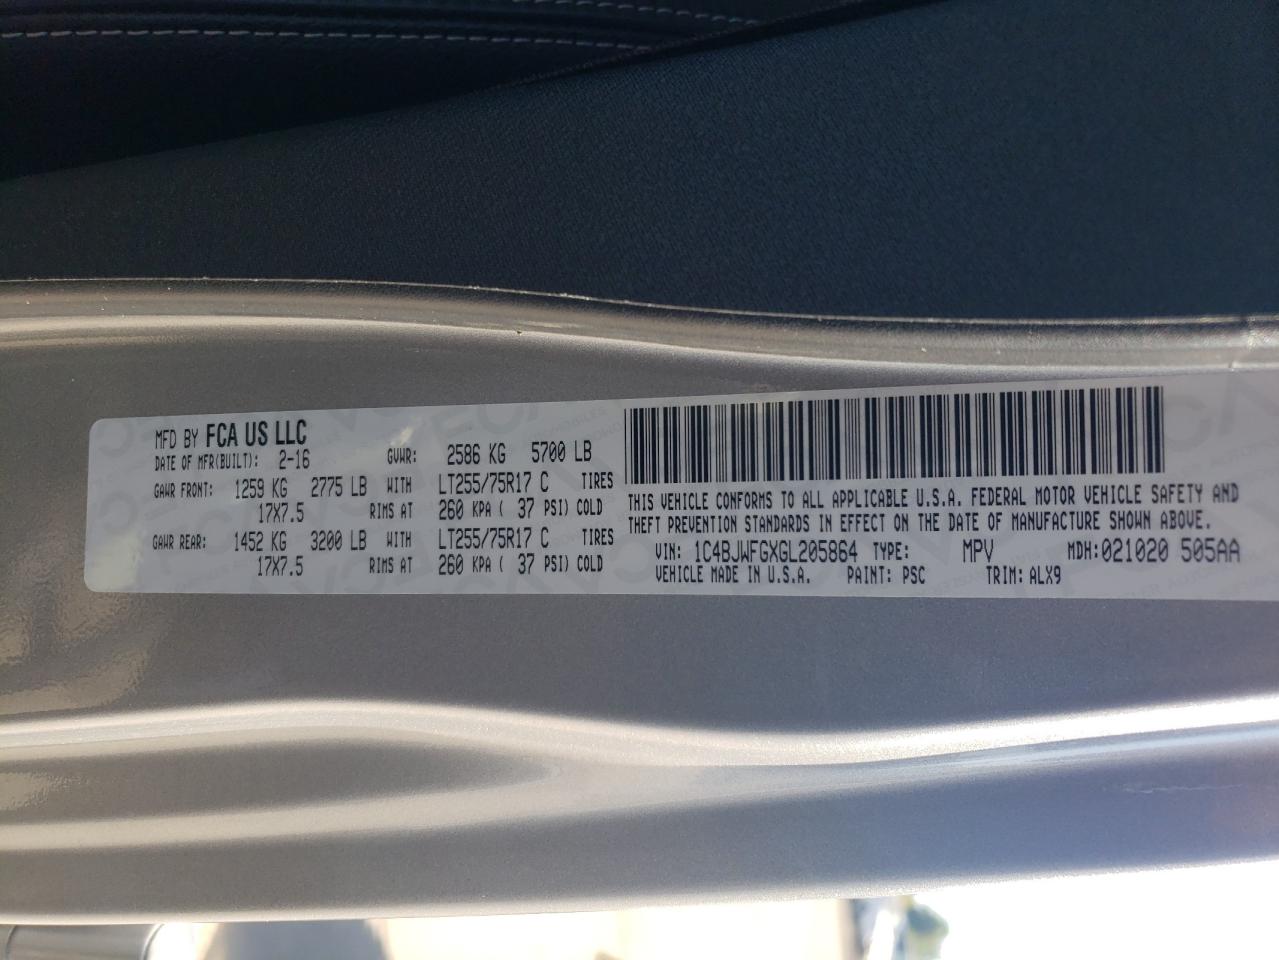 MFD BY FCA US LLC
DATE OF MFR(BUILT): 2-16 GVWR: 2586 KG 5700 LB
GAWR FRONT: 1259 KG 2775 LB WITH LT255/75R17 C TIRES
17X7.5 RIMS AT 260 KPA ( 37 PSI) COLD
GAWR REAR: 1452 KG 3200 LB WITH LT255/75R17 C TIRES
17X7.5 RIMS AT 260 KPA ( 37 PSI) COLD
THIS VEHICLE CONFORMS TO ALL APPLICABLE U.S.A. FEDERAL MOTOR VEHICLE SAFETY AND
THEFT PREVENTION STANDARDS IN EFFECT ON THE DATE OF MANUFACTURE SHOWN ABOVE.
VIN: 1C4BJWFGXGL205864 TYPE: MPV MDH:021020 505AA
VEHICLE MADE IN U.S.A. PAINT: PSC TRIM: ALX9